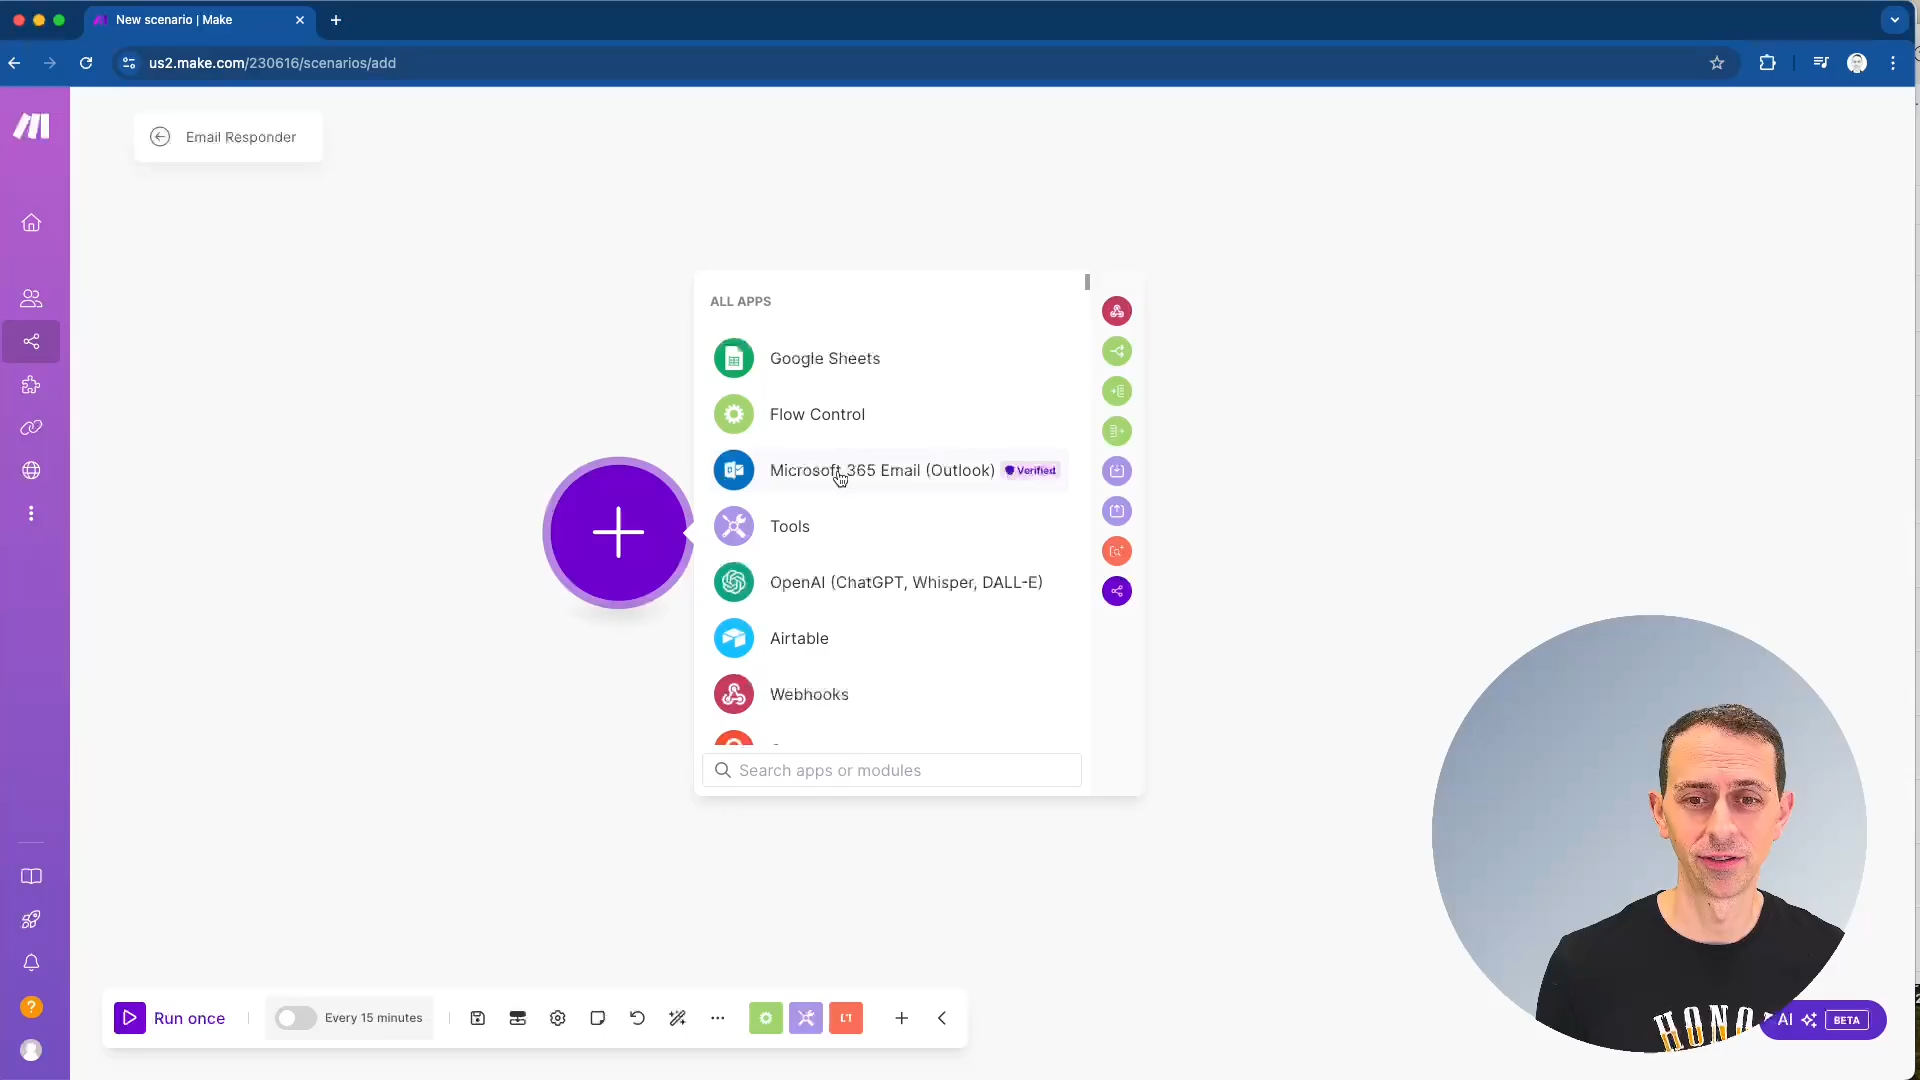 New scenario | Make
us2.make.com/230616/scenarios/add
Email Responder
ALL APPS
Google Sheets
Flow Control
Microsoft 365 Email (Outlook) Verified
Tools
OpenAI (ChatGPT, Whisper, DALL-E)
Airtable
Webhooks
Search apps or modules
Run once
Every 15 minutes
AI BETA